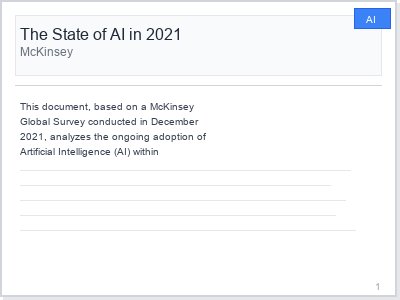 AI
The State of AI in 2021
McKinsey
This document, based on a McKinsey
Global Survey conducted in December
2021, analyzes the ongoing adoption of
Artificial Intelligence (AI) within
1